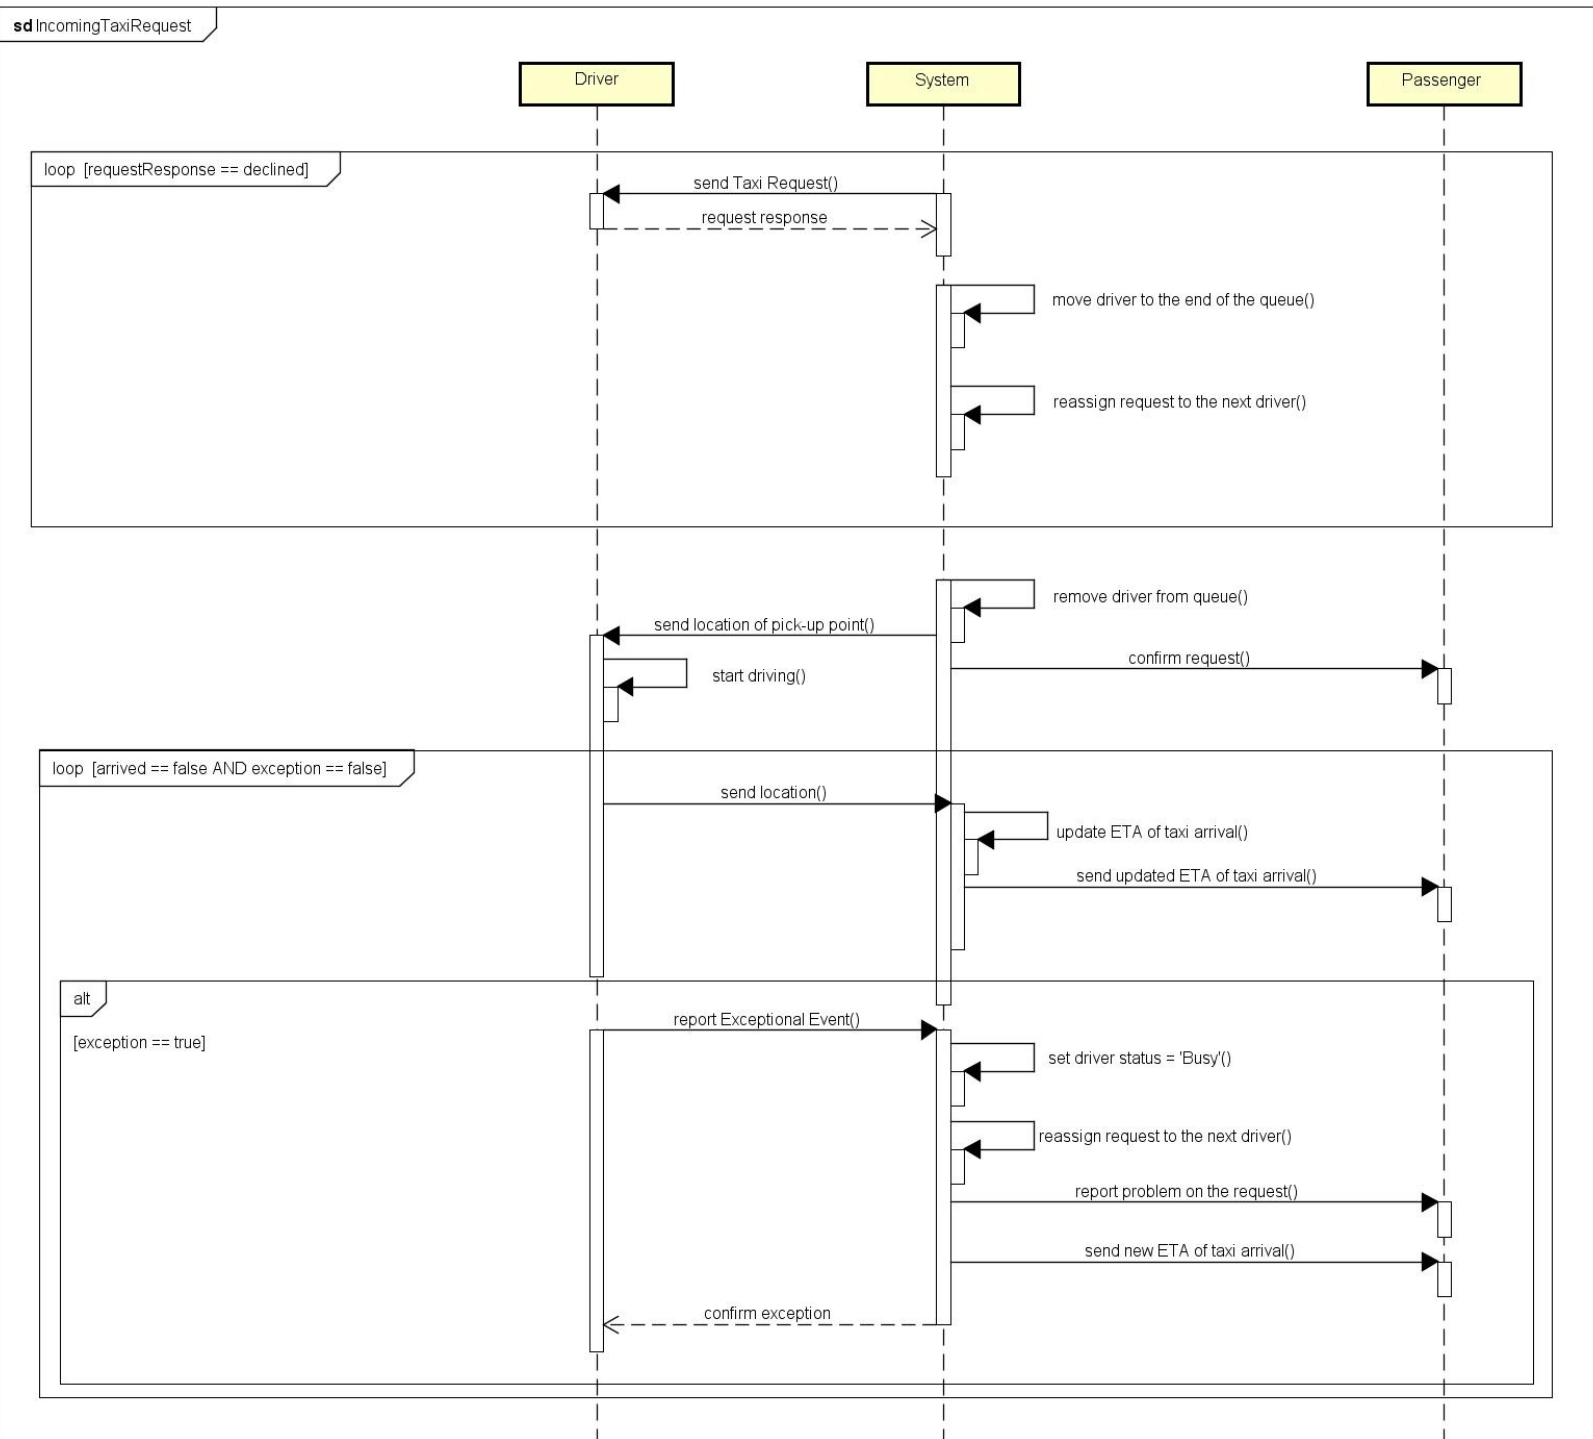 sd IncomingTaxiRequest
Driver
System
Passenger
loop [requestResponse == declined]
send Taxi Request()
request response
move driver to the end of the queue()
reassign request to the next driver()
remove driver from queue()
send location of pick-up point()
confirm request()
start driving()
loop [arrived == false AND exception == false]
send location()
update ETA of taxi arrival()
send updated ETA of taxi arrival()
alt
report Exceptional Event()
[exception == true]
set driver status = 'Busy'()
reassign request to the next driver()
report problem on the request()
send new ETA of taxi arrival()
confirm exception